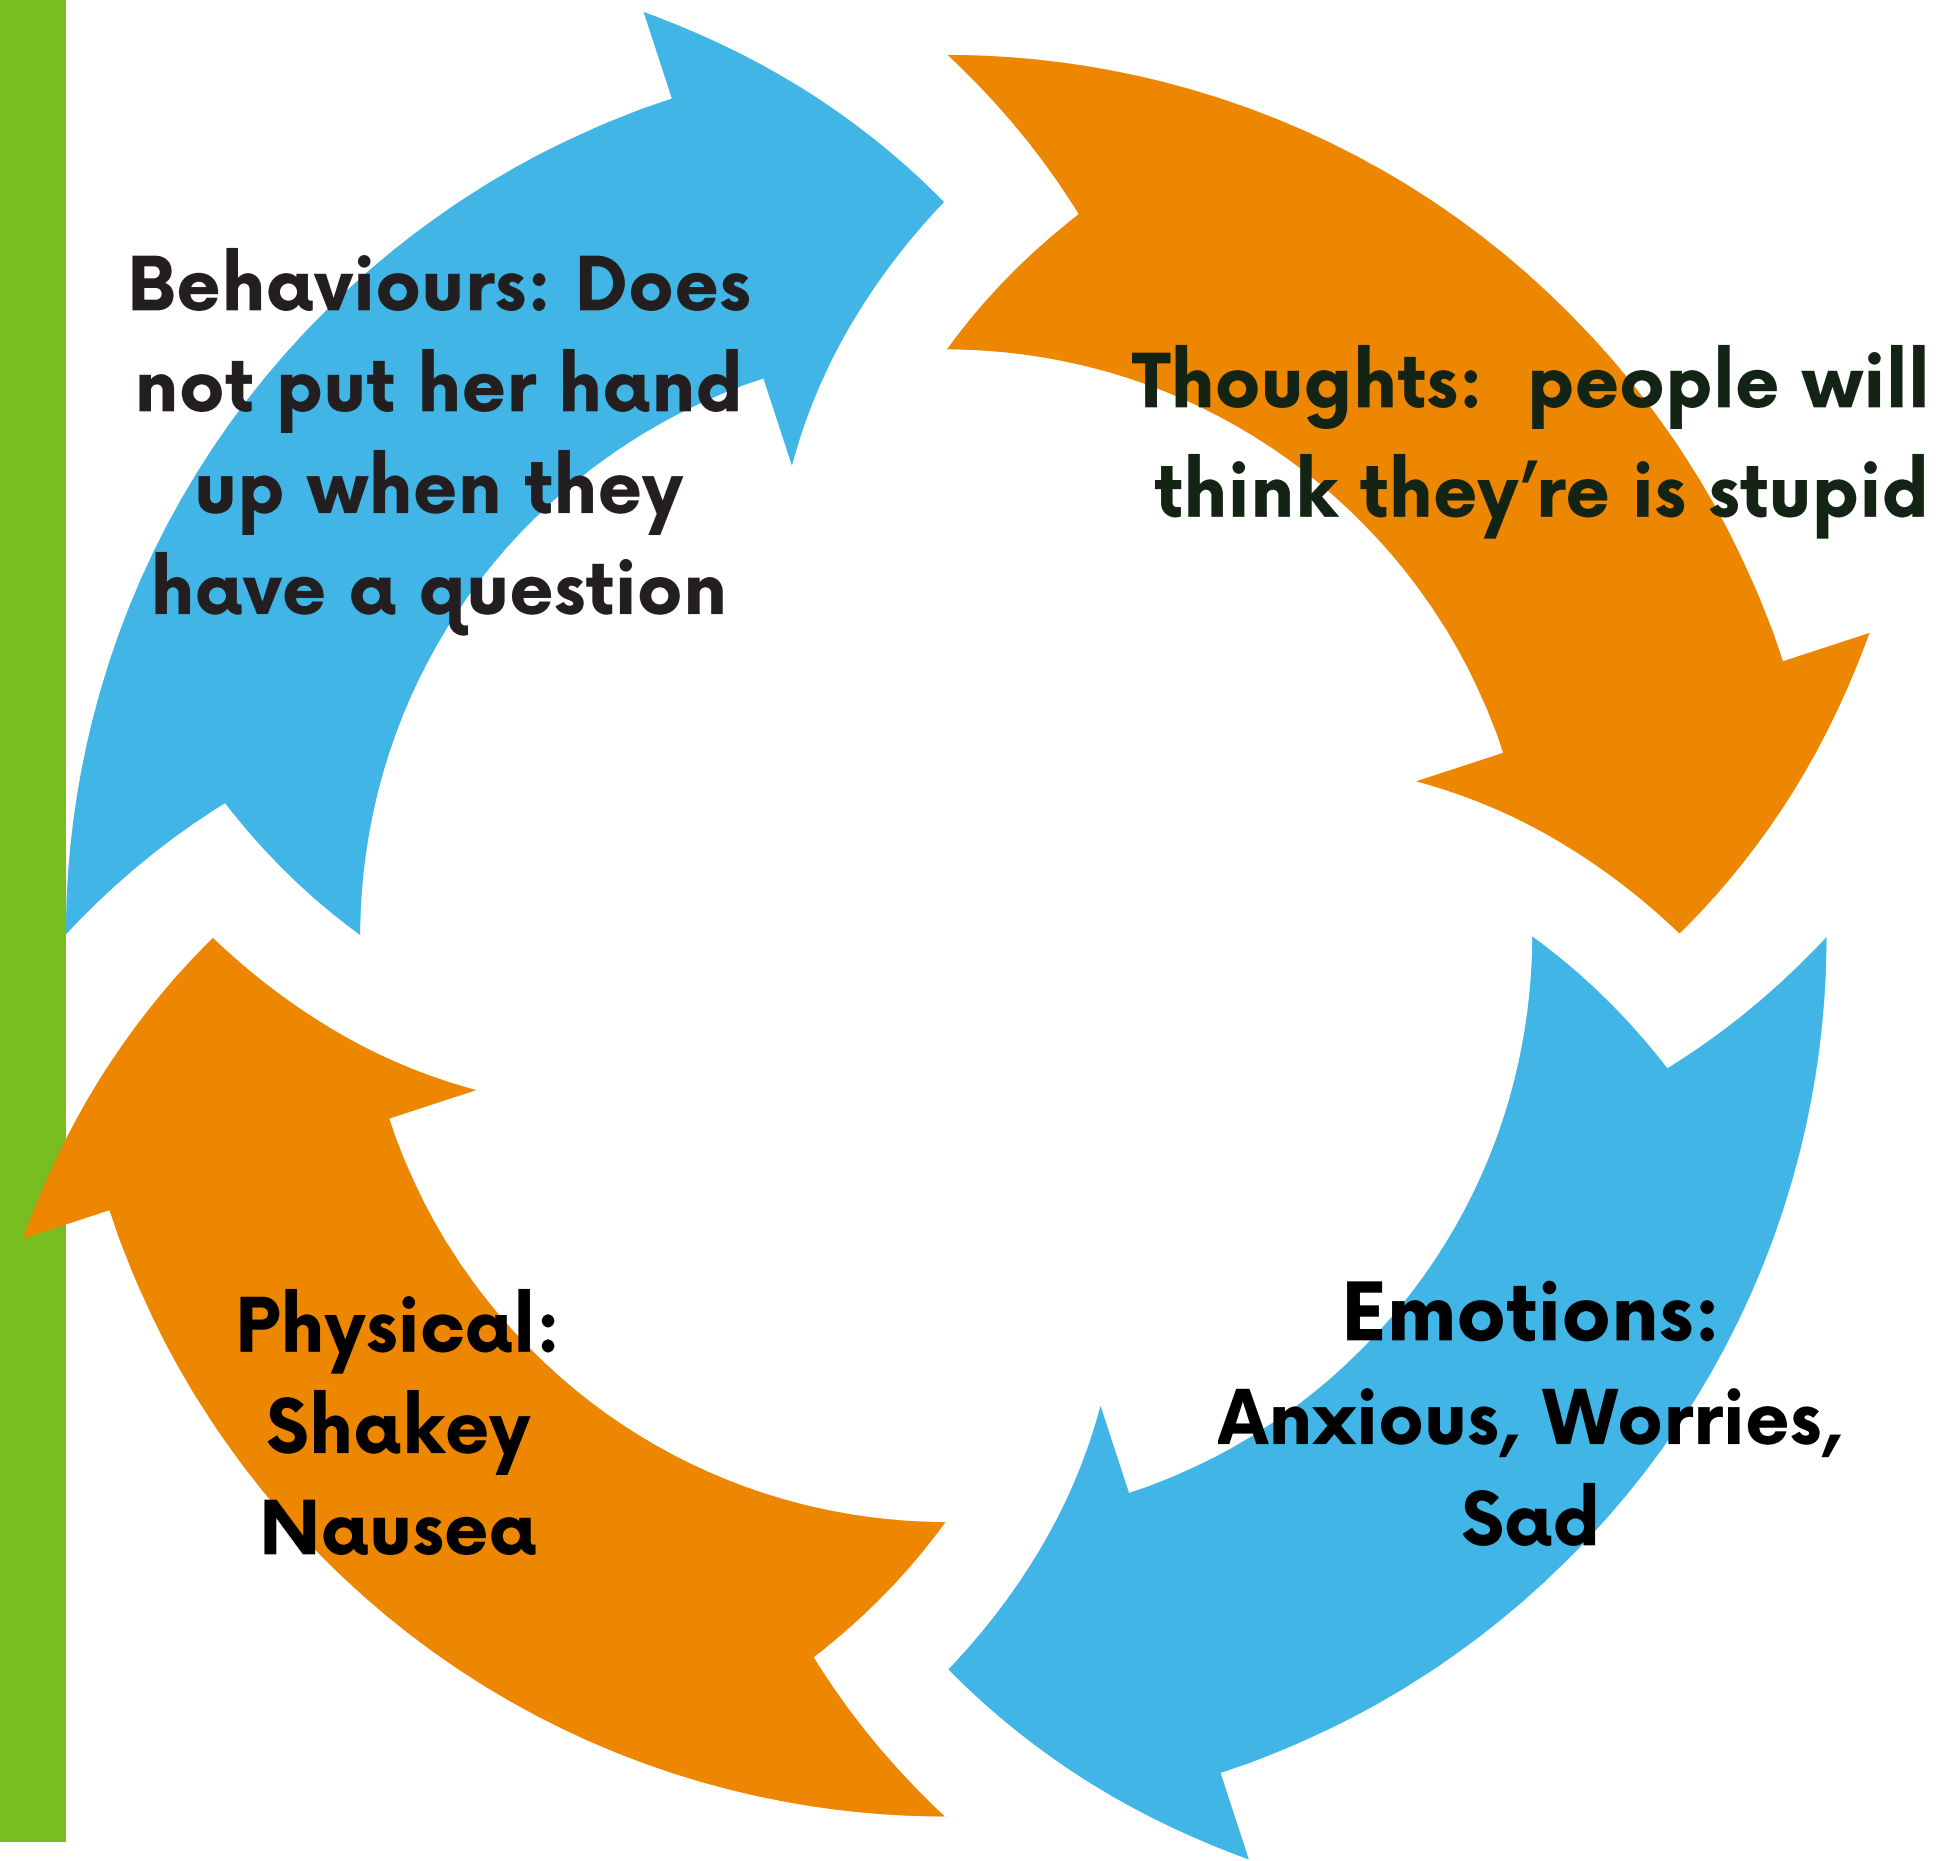 Behaviours: Does
not put her hand
up when they
have a question
Thoughts:  people will
think they’re is stupid
Emotions:
Anxious, Worries,
Sad
Physical:
Shakey
Nausea